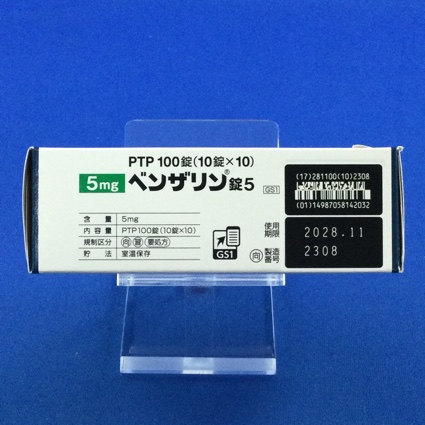 PTP 100錠(10錠×10)
5mg ベンザリン®錠5 GS1
含 量 5mg
内 容 量 PTP100錠(10錠×10)
規制区分 向 習 要処方
貯 法 室温保存
GS1
(17)281100(10)2308
(01)14987058142032
使用期限 2028.11
向 製造番号 2308